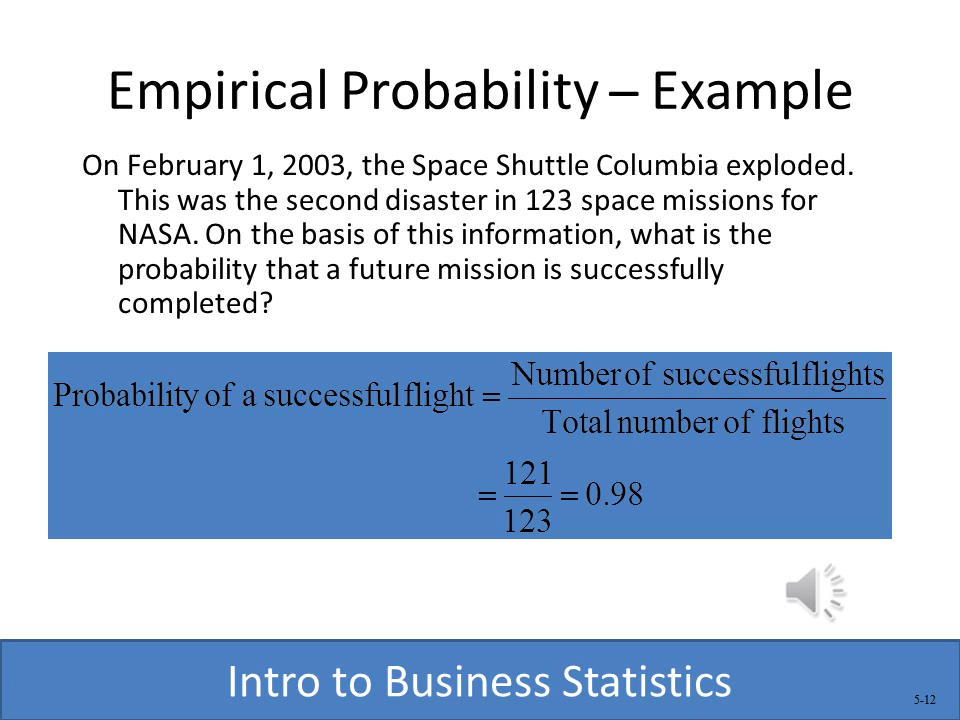 Empirical Probability – Example
On February 1, 2003, the Space Shuttle Columbia exploded.
This was the second disaster in 123 space missions for
NASA. On the basis of this information, what is the
probability that a future mission is successfully
completed?
Probability of a successful flight = Number of successful flights
Total number of flights
= 121/123 = 0.98
Intro to Business Statistics
5-12